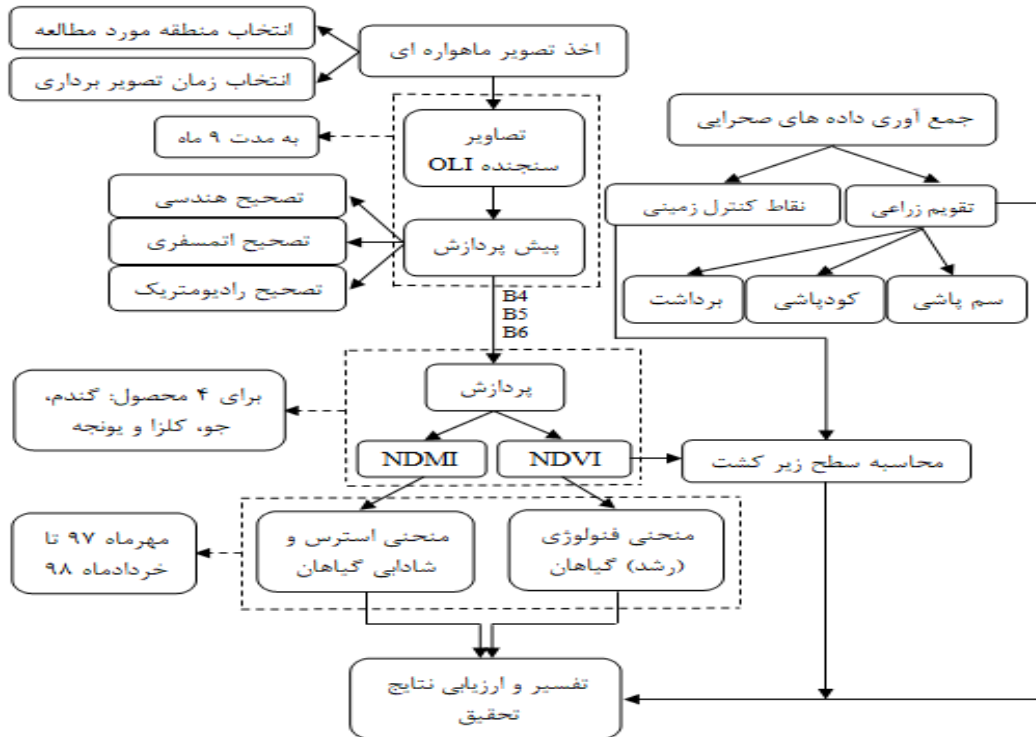 اخذ تصویر ماهواره ای
انتخاب منطقه مورد مطالعه
انتخاب زمان تصویر برداری
جمع آوری داده های صحرایی
تصاویر
سنجنده OLI
به مدت ۹ ماه
تقویم زراعی
نقاط کنترل زمینی
تصحیح هندسی
پیش پردازش
تصحیح اتمسفری
تصحیح رادیومتریک
سم پاشی
کودپاشی
برداشت
B4
B5
B6
پردازش
برای ۴ محصول: گندم،
جو، کلزا و یونجه
NDMI
NDVI
محاسبه سطح زیر کشت
منحنی فنولوژی
(رشد) گیاهان
منحنی استرس و
شادابی گیاهان
مهرماه ۹۷ تا
خردادماه ۹۸
تفسیر و ارزیابی نتایج
تحقیق